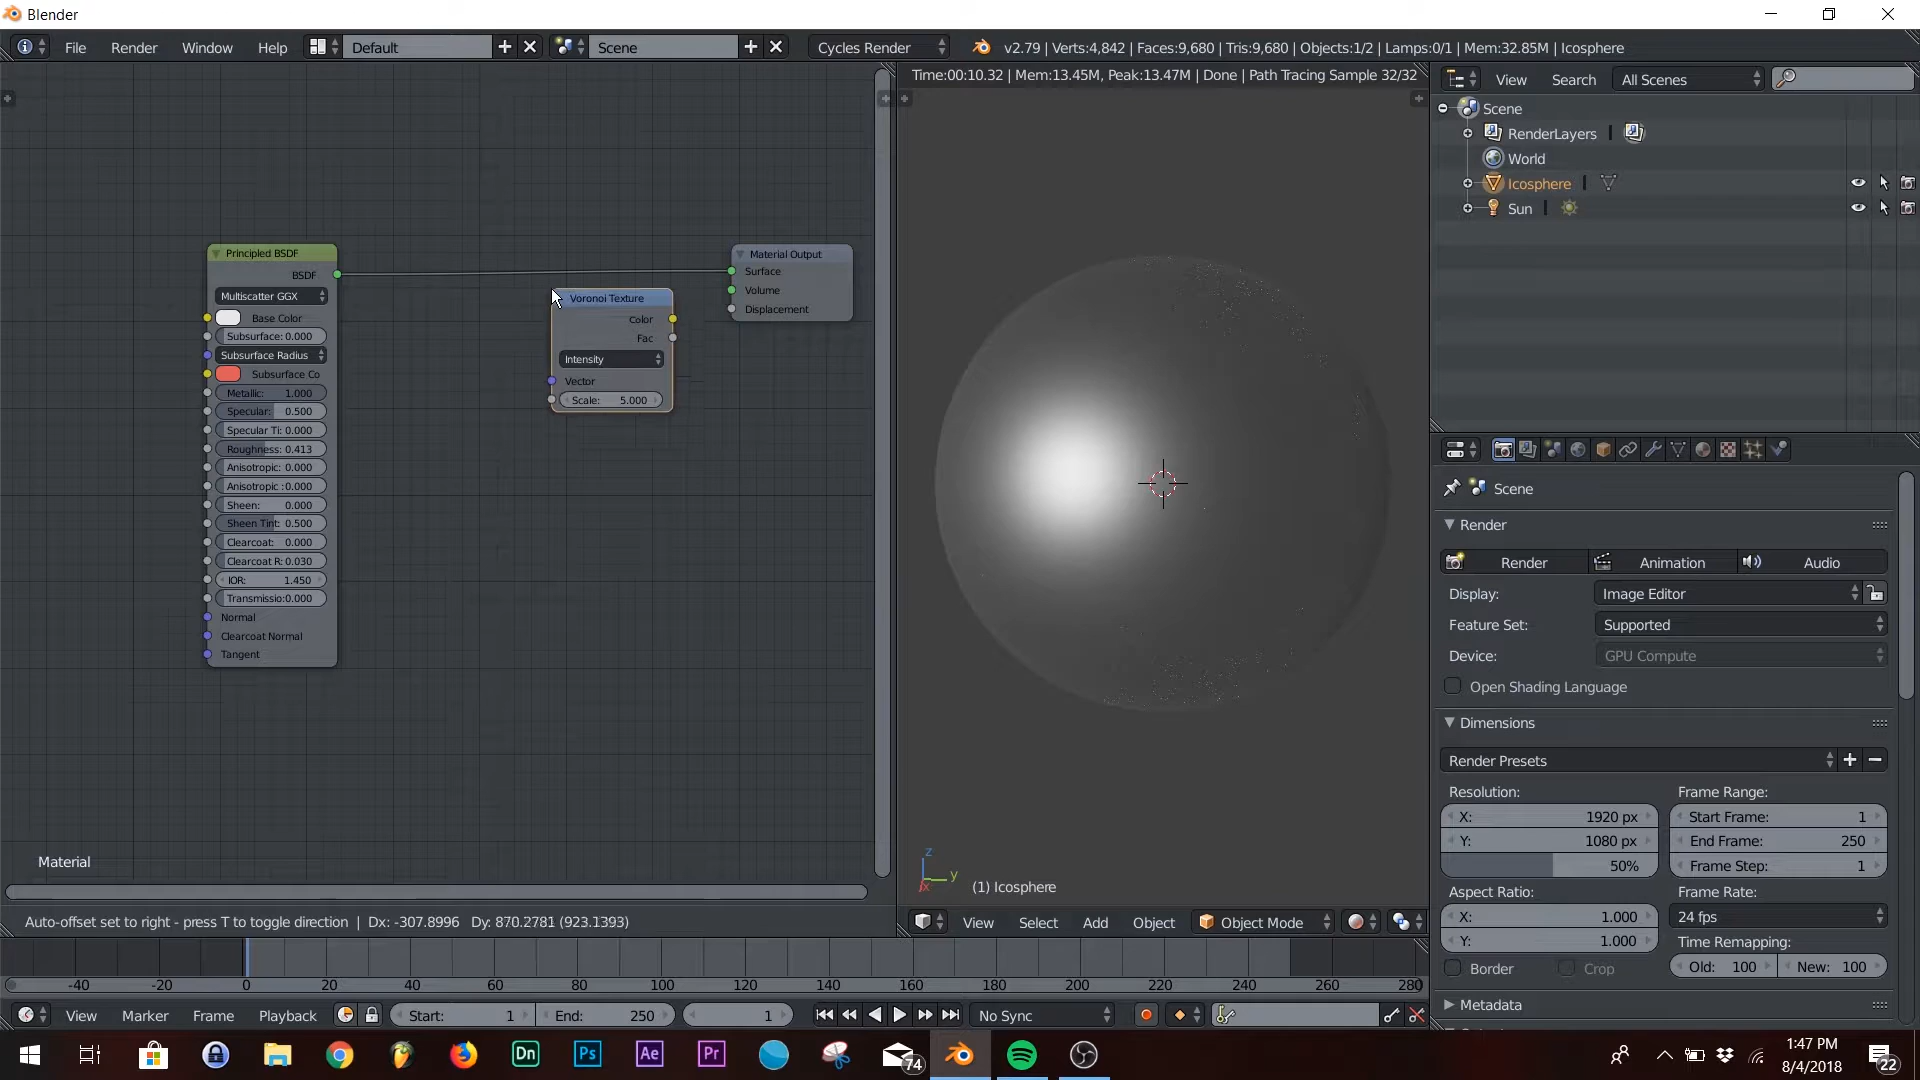 Blender
File Render Window Help Default Scene Cycles Render v2.79 | Verts:4,842 | Faces:9,680 | Tris:9,680 | Objects:1/2 | Lamps:0/1 | Mem:32.85M | Icosphere
Time:00:10.32 | Mem:13.45M, Peak:13.47M | Done | Path Tracing Sample 32/32
View Search All Scenes
Scene
RenderLayers
World
Icosphere
Sun
Principled BSDF
BSDF
Multiscatter GGX
Base Color
Subsurface: 0.000
Subsurface Radius
Subsurface Co
Metallic: 1.000
Specular: 0.500
Specular Ti: 0.000
Roughness: 0.413
Anisotropic: 0.000
Anisotropic :0.000
Sheen: 0.000
Sheen Tint: 0.500
Clearcoat: 0.000
Clearcoat R: 0.030
IOR: 1.450
Transmissio:0.000
Normal
Clearcoat Normal
Tangent
Voronoi Texture
Color
Fac
Intensity
Vector
Scale: 5.000
Material Output
Surface
Volume
Displacement
Material
z
y
x
(1) Icosphere
Scene
Render
Render Animation Audio
Display: Image Editor
Feature Set: Supported
Device: GPU Compute
Open Shading Language
Dimensions
Render Presets
Resolution: Frame Range:
X: 1920 px Start Frame: 1
Y: 1080 px End Frame: 250
50% Frame Step: 1
Aspect Ratio: Frame Rate:
X: 1.000 24 fps
Y: 1.000 Time Remapping:
Border Crop Old: 100 New: 100
Metadata
Auto-offset set to right - press T to toggle direction | Dx: -307.8996 Dy: 870.2781 (923.1393)
View Select Add Object Object Mode
-40 -20 0 20 40 60 80 100 120 140 160 180 200 220 240 260 280
View Marker Frame Playback Start: 1 End: 250 1 No Sync
Dn Ps Ae Pr 74
1:47 PM
8/4/2018
22